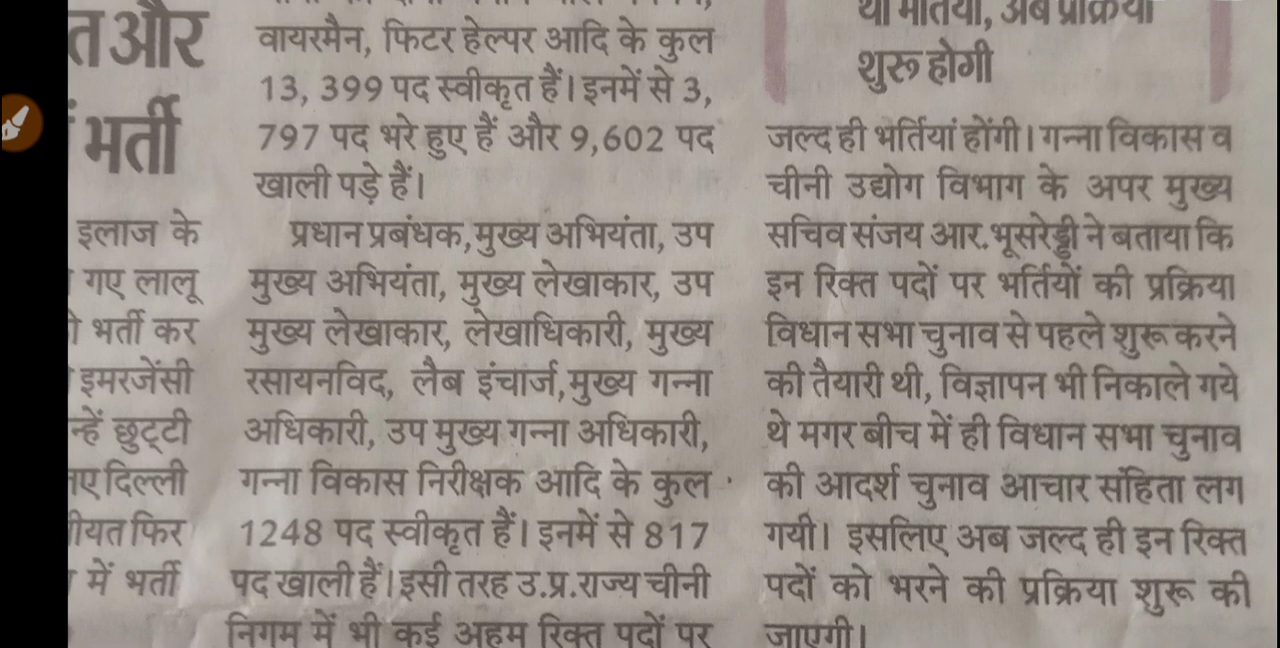 त और
भर्ती
इलाज के
गए लालू
भर्ती कर
इमरजेंसी
न्हें छुट्टी
दिल्ली
ीयत फिर
में भर्ती
वायरमैन, फिटर हेल्पर आदि के कुल
13, 399 पद स्वीकृत हैं। इनमें से 3,
797 पद भरे हुए हैं और 9,602 पद
खाली पड़े हैं।
प्रधान प्रबंधक,मुख्य अभियंता, उप
मुख्य अभियंता, मुख्य लेखाकार, उप
मुख्य लेखाकार, लेखाधिकारी, मुख्य
रसायनविद, लैब इंचार्ज,मुख्य गन्ना
अधिकारी, उप मुख्य गन्ना अधिकारी,
गन्ना विकास निरीक्षक आदि के कुल
1248 पद स्वीकृत हैं। इनमें से 817
पद खाली हैं।इसी तरह उ.प्र.राज्य चीनी
निगम में भी कई अहम रिक्त पदों पर
थी भर्तियां, अब प्रक्रिया
शुरू होगी
जल्द ही भर्तियां होंगी। गन्ना विकास व
चीनी उद्योग विभाग के अपर मुख्य
सचिव संजय आर.भूसरेड्डी ने बताया कि
इन रिक्त पदों पर भर्तियों की प्रक्रिया
विधान सभा चुनाव से पहले शुरू करने
की तैयारी थी, विज्ञापन भी निकाले गये
थे मगर बीच में ही विधान सभा चुनाव
की आदर्श चुनाव आचार संहिता लग
गयी। इसलिए अब जल्द ही इन रिक्त
पदों को भरने की प्रक्रिया शुरू की
जाएगी।